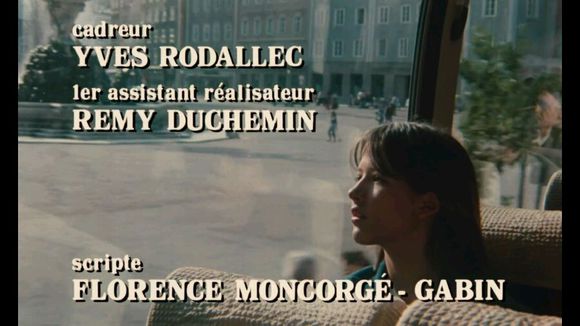 cadreur
YVES RODALLEC
1er assistant réalisateur
REMY DUCHEMIN
scripte
FLORENCE MONCORGÉ - GABIN